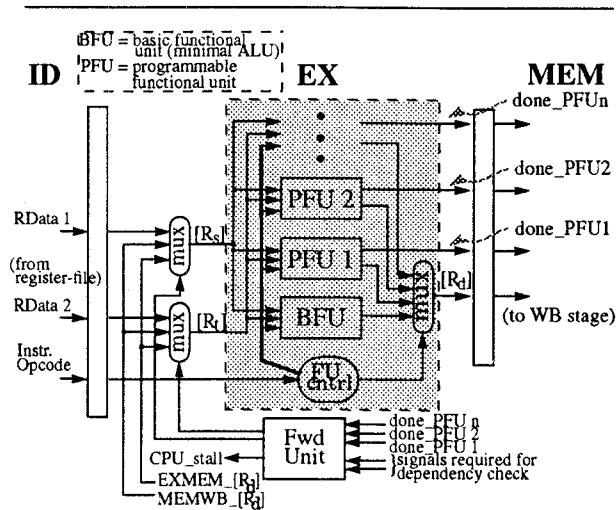 BFU = basic functional
unit (minimal ALU)
PFU = programmable
functional unit
ID
EX
MEM
done_PFUn
done_PFU2
done_PFU1
PFU 2
PFU 1
BFU
FU
cntrl
mux
mux
mux
[Rs]
[Rt]
[Rd]
RData 1
(from
register-file)
RData 2
Instr.
Opcode
(to WB stage)
Fwd
Unit
done_PFU n
done_PFU 2
done_PFU 1
}signals required for
dependency check
CPU_stall
EXMEM_[Rd]
MEMWB_[Rd]